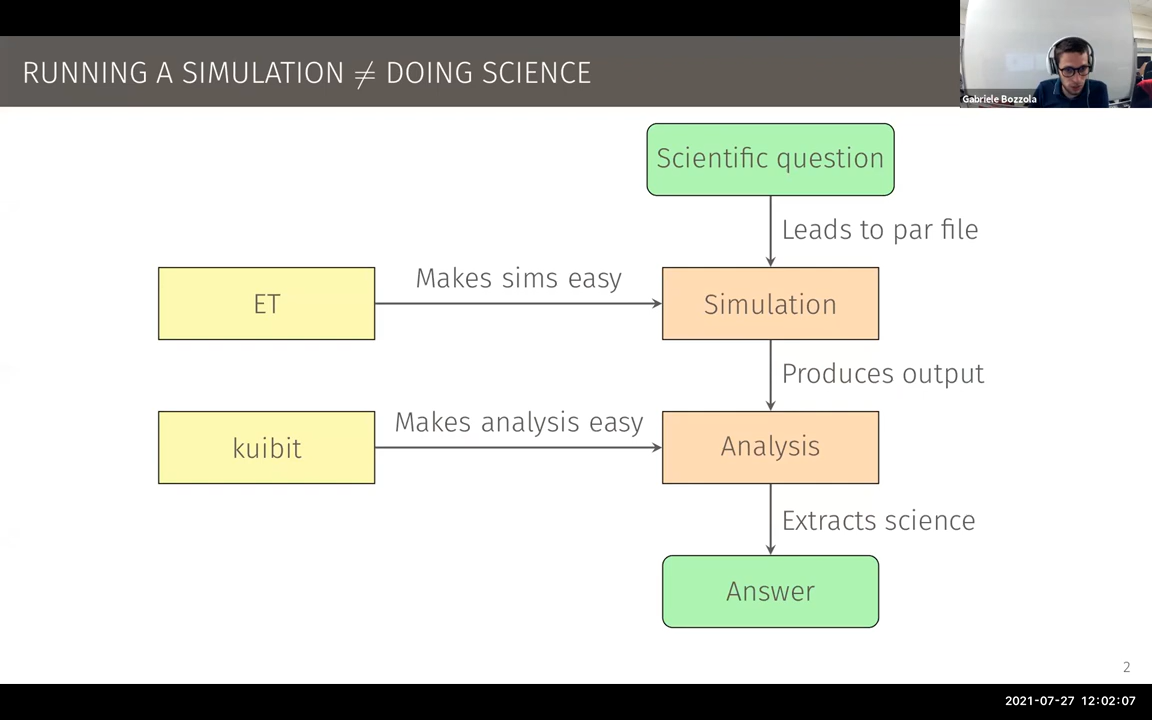 RUNNING A SIMULATION ≠ DOING SCIENCE
Gabriele Bozzola
Scientific question
Leads to par file
ET
Makes sims easy
Simulation
Produces output
kuibit
Makes analysis easy
Analysis
Extracts science
Answer
2
2021-07-27 12:02:07